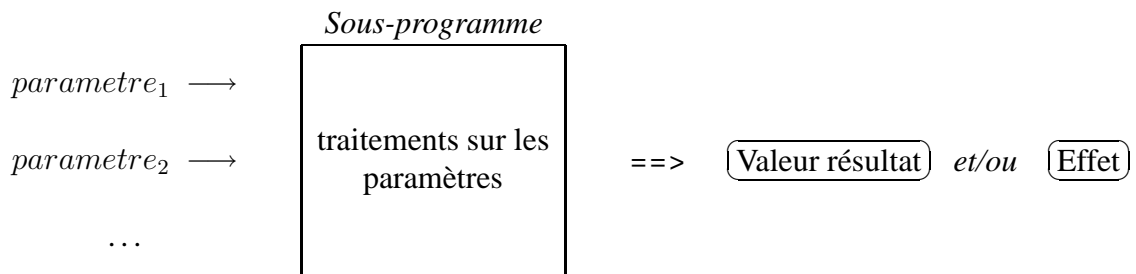 Sous-programme
parametre₁ ⟶
traitements sur les
parametre₂ ⟶
paramètres
==> Valeur résultat et/ou Effet
...